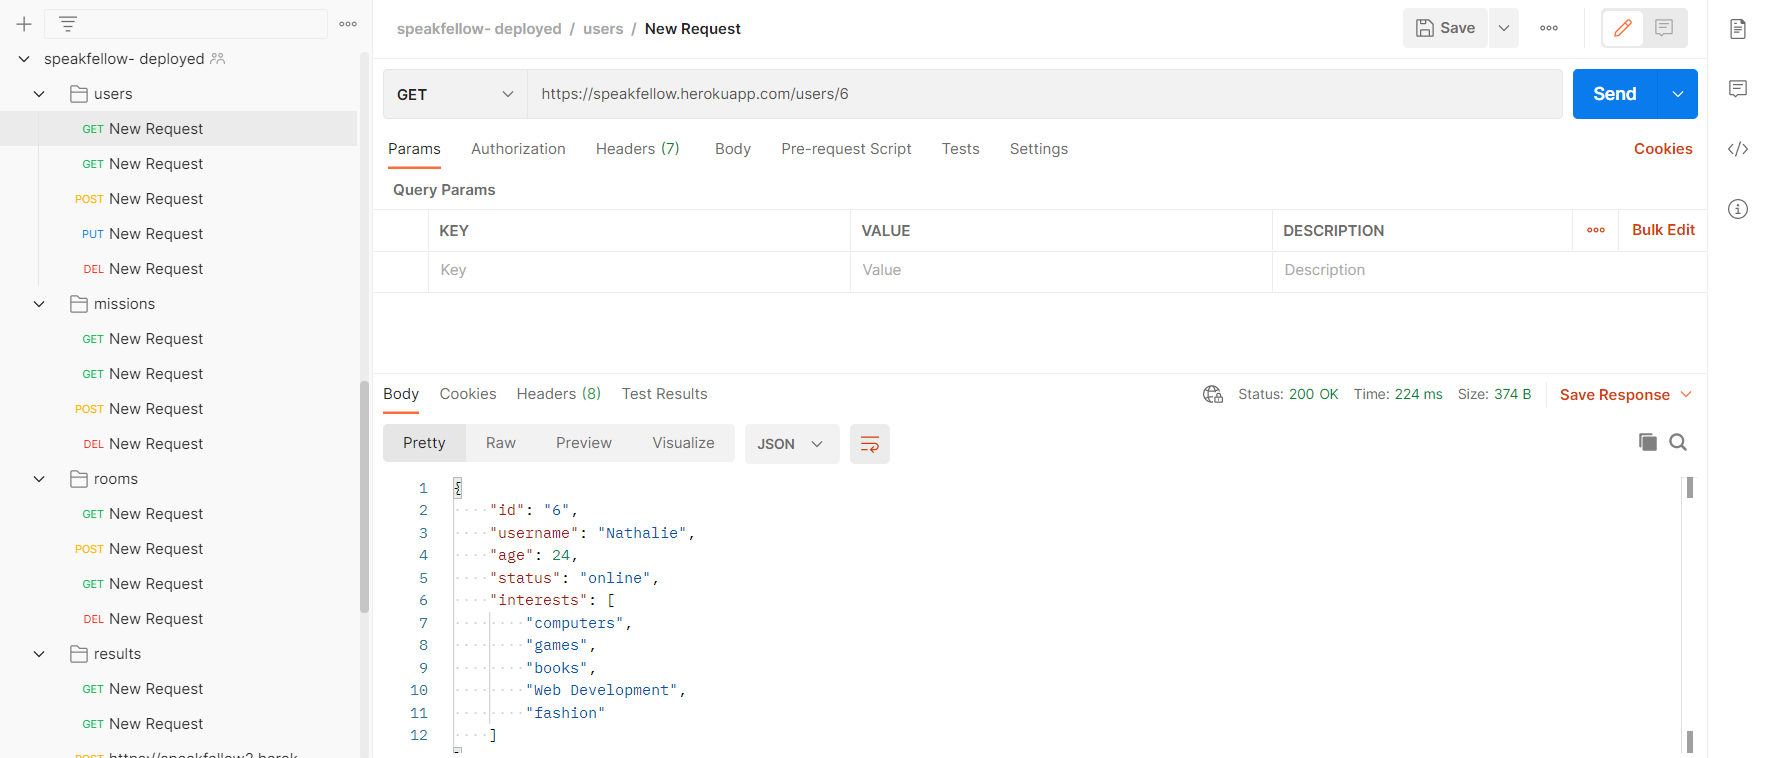 speakfellow- deployed
users
GET New Request
GET New Request
POST New Request
PUT New Request
DEL New Request
missions
GET New Request
GET New Request
POST New Request
DEL New Request
rooms
GET New Request
POST New Request
GET New Request
DEL New Request
results
GET New Request
GET New Request
POST https://speakfellow2.herok
speakfellow- deployed / users / New Request
Save
GET https://speakfellow.herokuapp.com/users/6 Send
Params Authorization Headers (7) Body Pre-request Script Tests Settings Cookies
Query Params
KEY VALUE DESCRIPTION Bulk Edit
Key Value Description
Body Cookies Headers (8) Test Results Status: 200 OK Time: 224 ms Size: 374 B Save Response
Pretty Raw Preview Visualize JSON
1 {
2 "id": "6",
3 "username": "Nathalie",
4 "age": 24,
5 "status": "online",
6 "interests": [
7 "computers",
8 "games",
9 "books",
10 "Web Development",
11 "fashion"
12 ]